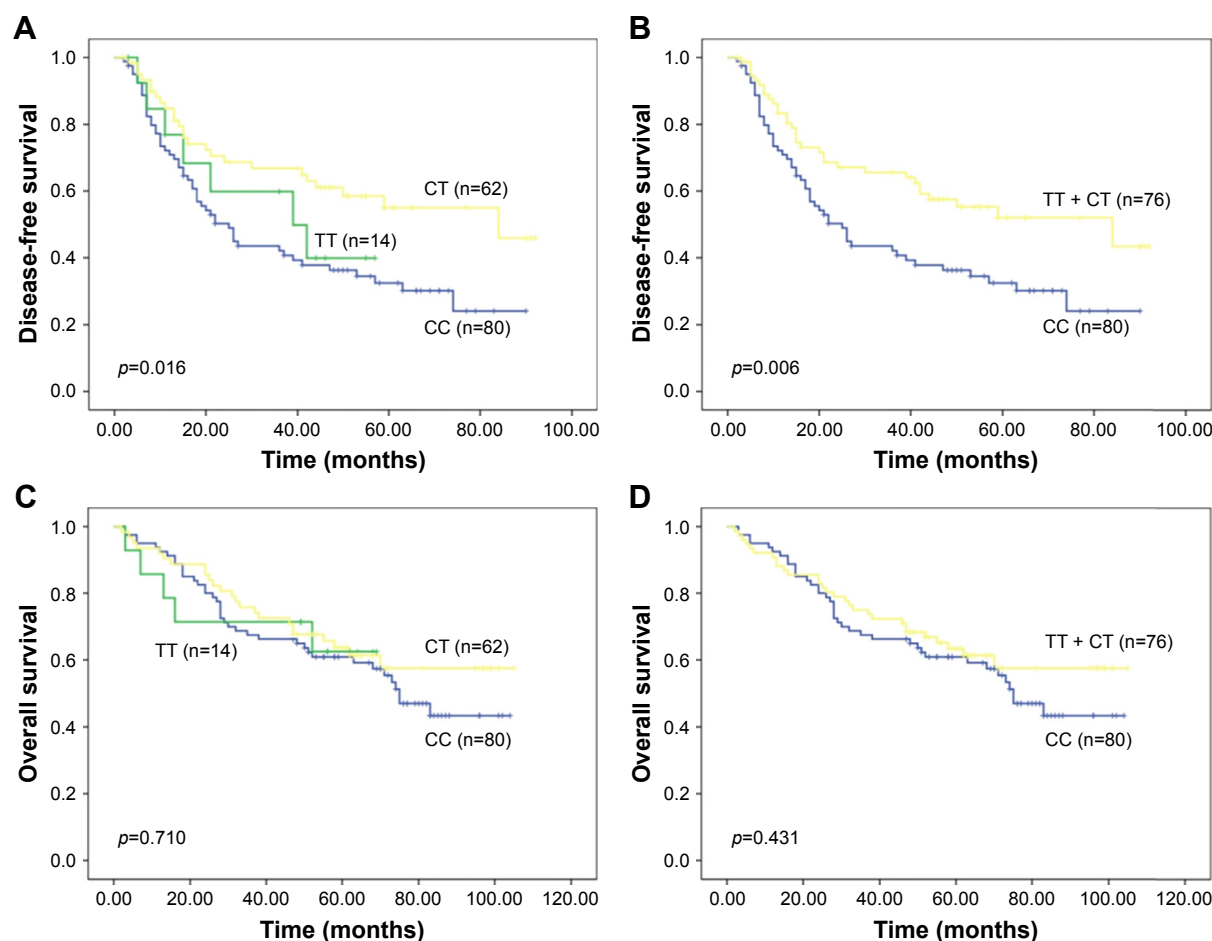 A
Disease-free survival
1.0
0.8
0.6
0.4
0.2
0.0
CT (n=62)
TT (n=14)
CC (n=80)
p=0.016
0.00 20.00 40.00 60.00 80.00 100.00
Time (months)
B
Disease-free survival
1.0
0.8
0.6
0.4
0.2
0.0
TT + CT (n=76)
CC (n=80)
p=0.006
0.00 20.00 40.00 60.00 80.00 100.00
Time (months)
C
Overall survival
1.0
0.8
0.6
0.4
0.2
0.0
TT (n=14)
CT (n=62)
CC (n=80)
p=0.710
0.00 20.00 40.00 60.00 80.00 100.00 120.00
Time (months)
D
Overall survival
1.0
0.8
0.6
0.4
0.2
0.0
TT + CT (n=76)
CC (n=80)
p=0.431
0.00 20.00 40.00 60.00 80.00 100.00 120.00
Time (months)